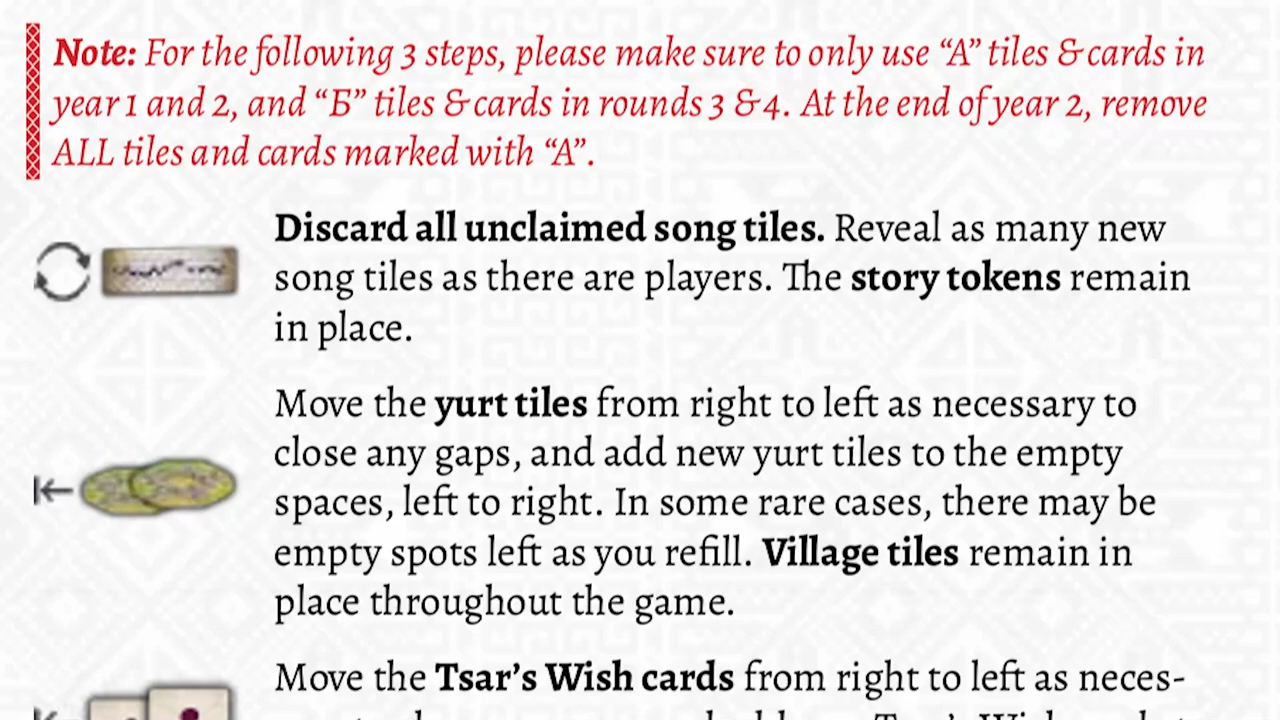 Note: For the following 3 steps, please make sure to only use “A” tiles & cards in
year 1 and 2, and “Б” tiles & cards in rounds 3 & 4. At the end of year 2, remove
ALL tiles and cards marked with “A”.
Discard all unclaimed song tiles. Reveal as many new
song tiles as there are players. The story tokens remain
in place.
Move the yurt tiles from right to left as necessary to
close any gaps, and add new yurt tiles to the empty
spaces, left to right. In some rare cases, there may be
empty spots left as you refill. Village tiles remain in
place throughout the game.
Move the Tsar’s Wish cards from right to left as neces-